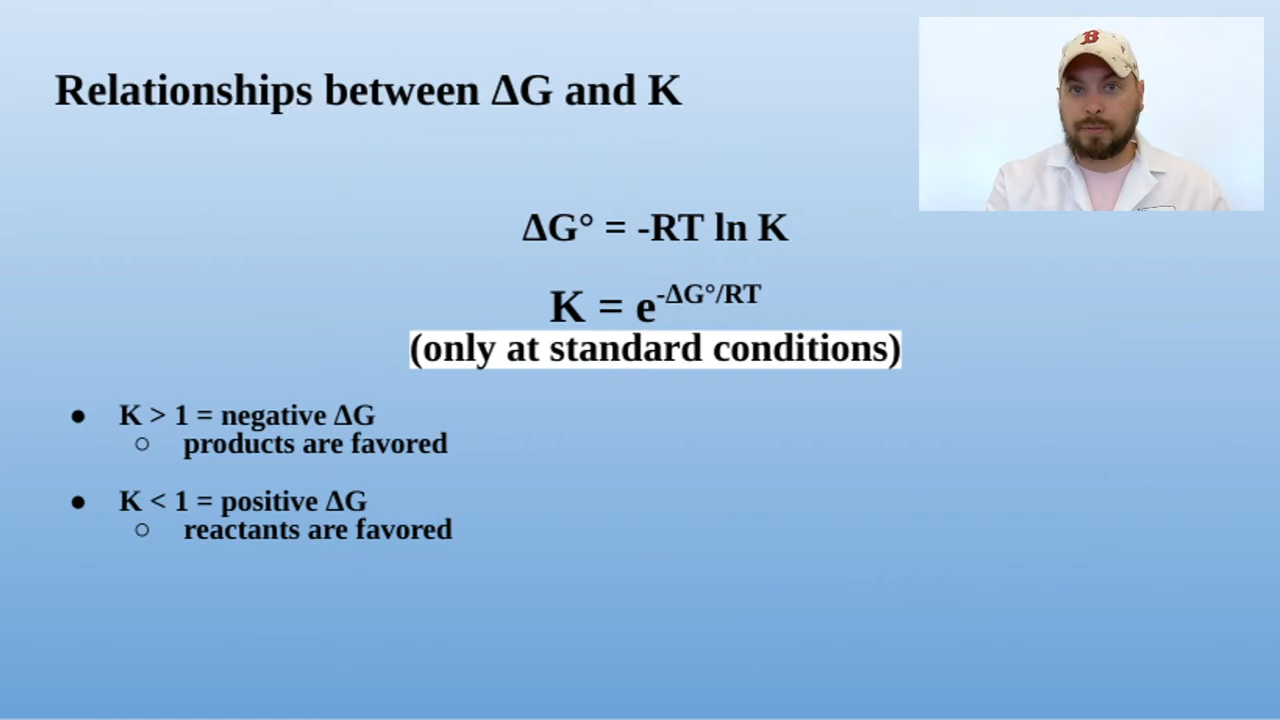 Relationships between ΔG and K
B
ΔG° = -RT ln K
K = e^-ΔG°/RT
(only at standard conditions)
● K > 1 = negative ΔG
○ products are favored
● K < 1 = positive ΔG
○ reactants are favored